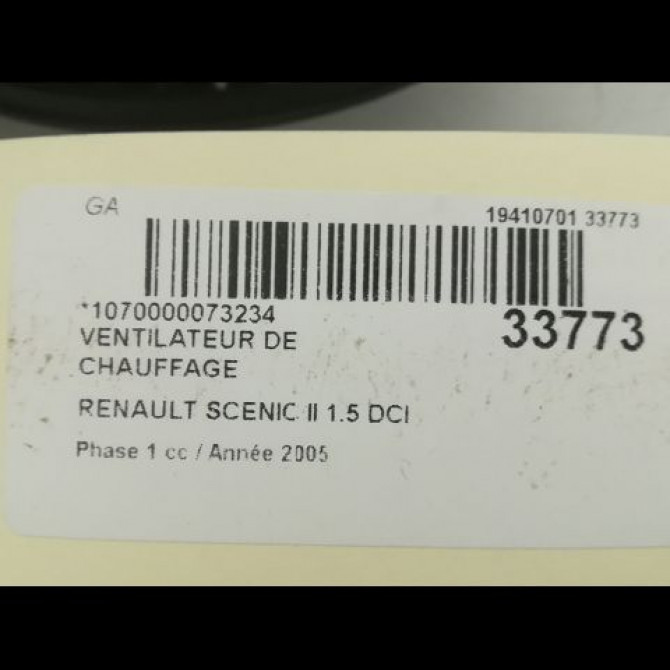 GA
19410701 33773
*1070000073234
33773
VENTILATEUR DE
CHAUFFAGE
RENAULT SCENIC II 1.5 DCI
Phase 1 cc / Année 2005